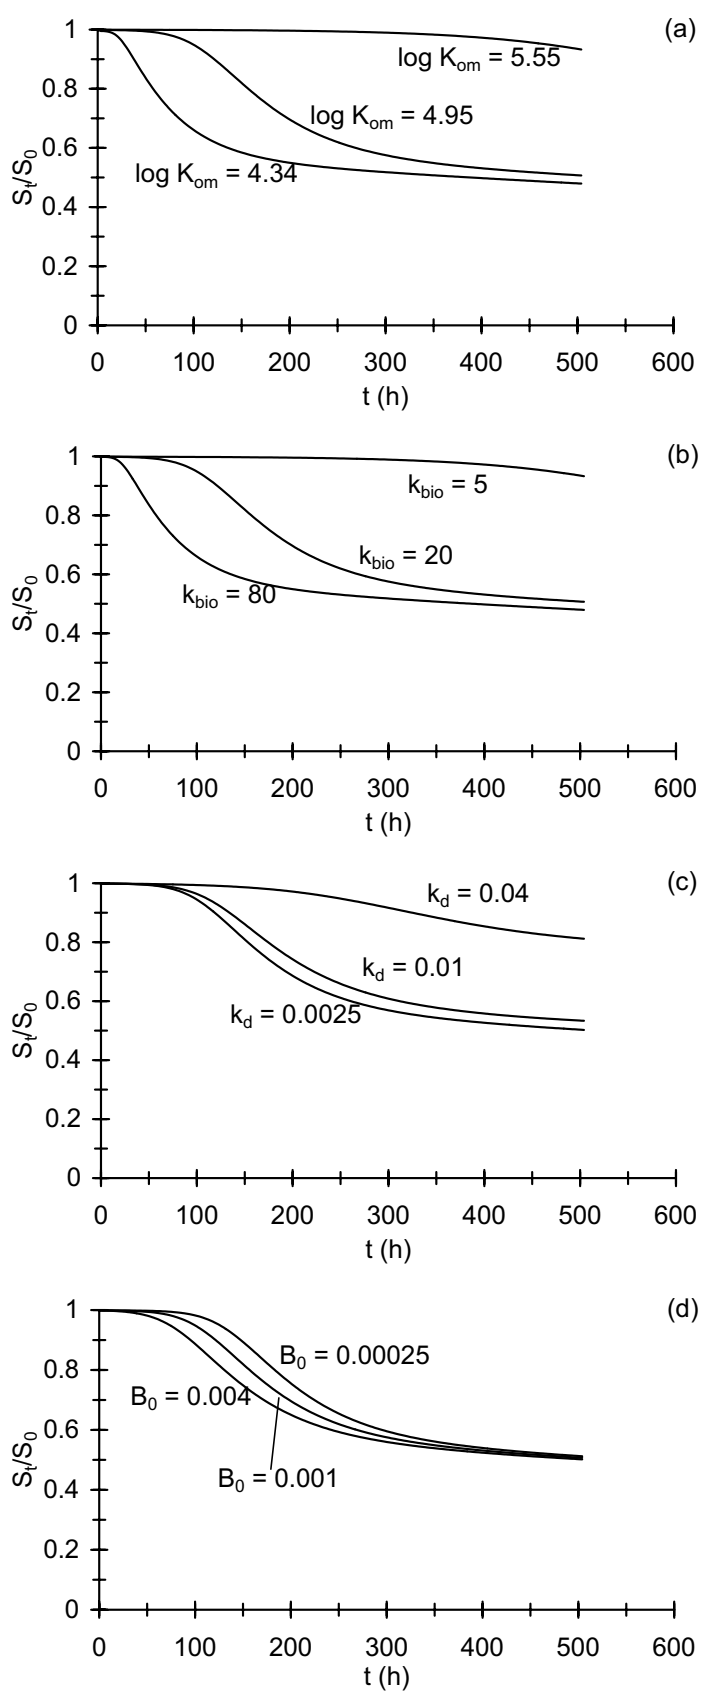 (a)
1
0.8
0.6
0.4
0.2
0
S_t/S_0
log K_om = 5.55
log K_om = 4.95
log K_om = 4.34
0 100 200 300 400 500 600
t (h)
(b)
1
0.8
0.6
0.4
0.2
0
S_t/S_0
k_bio = 5
k_bio = 20
k_bio = 80
0 100 200 300 400 500 600
t (h)
(c)
1
0.8
0.6
0.4
0.2
0
S_t/S_0
k_d = 0.04
k_d = 0.01
k_d = 0.0025
0 100 200 300 400 500 600
t (h)
(d)
1
0.8
0.6
0.4
0.2
0
S_t/S_0
B_0 = 0.00025
B_0 = 0.004
B_0 = 0.001
0 100 200 300 400 500 600
t (h)